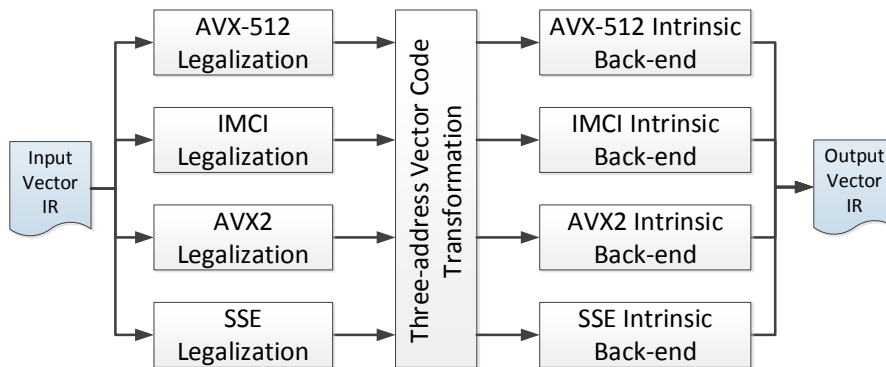 Input
Vector
IR
AVX-512
Legalization
IMCI
Legalization
AVX2
Legalization
SSE
Legalization
Three-address Vector Code
Transformation
AVX-512 Intrinsic
Back-end
IMCI Intrinsic
Back-end
AVX2 Intrinsic
Back-end
SSE Intrinsic
Back-end
Output
Vector
IR